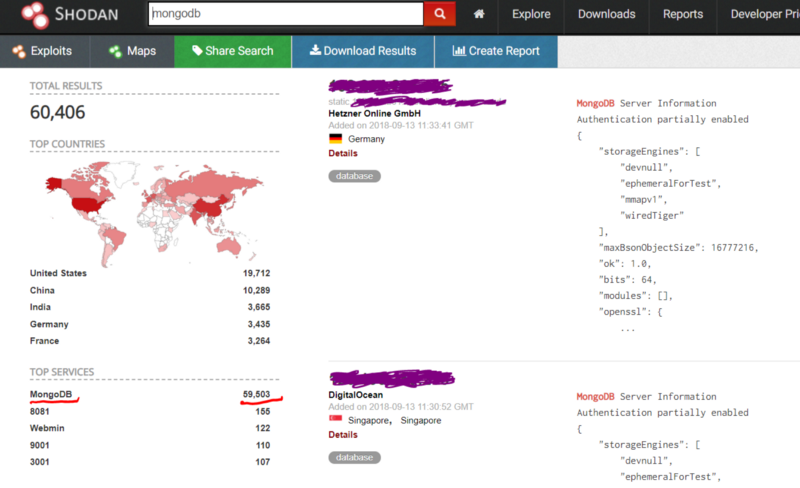 SHODAN
mongodb
Explore
Downloads
Reports
Developer Pri
Exploits
Maps
Share Search
Download Results
Create Report
TOTAL RESULTS
60,406
TOP COUNTRIES
United States 19,712
China 10,289
India 3,665
Germany 3,435
France 3,264
TOP SERVICES
MongoDB 59,503
8081 155
Webmin 122
9001 110
3001 107
static.
Hetzner Online GmbH
Added on 2018-09-13 11:33:41 GMT
Germany
Details
database
MongoDB Server Information
Authentication partially enabled
{
"storageEngines": [
"devnull",
"ephemeralForTest",
"mmapv1",
"wiredTiger"
],
"maxBsonObjectSize": 16777216,
"ok": 1.0,
"bits": 64,
"modules": [],
"openssl": {
...
DigitalOcean
Added on 2018-09-13 11:30:52 GMT
Singapore, Singapore
Details
database
MongoDB Server Information
Authentication partially enabled
{
"storageEngines": [
"devnull",
"ephemeralForTest",